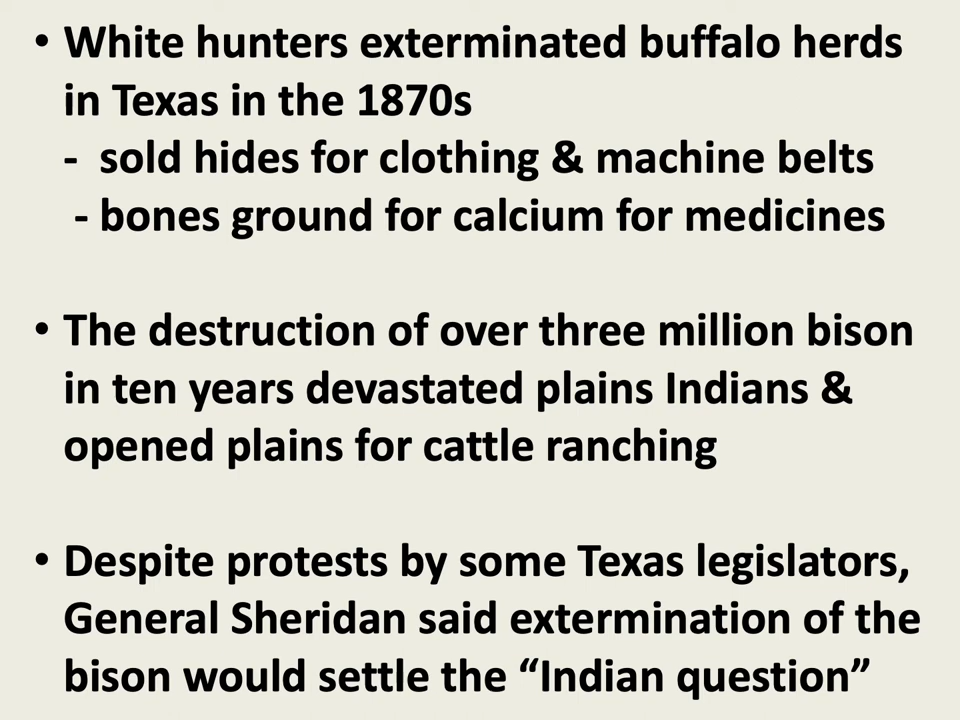 • White hunters exterminated buffalo herds
in Texas in the 1870s
- sold hides for clothing & machine belts
- bones ground for calcium for medicines
• The destruction of over three million bison
in ten years devastated plains Indians &
opened plains for cattle ranching
• Despite protests by some Texas legislators,
General Sheridan said extermination of the
bison would settle the “Indian question”